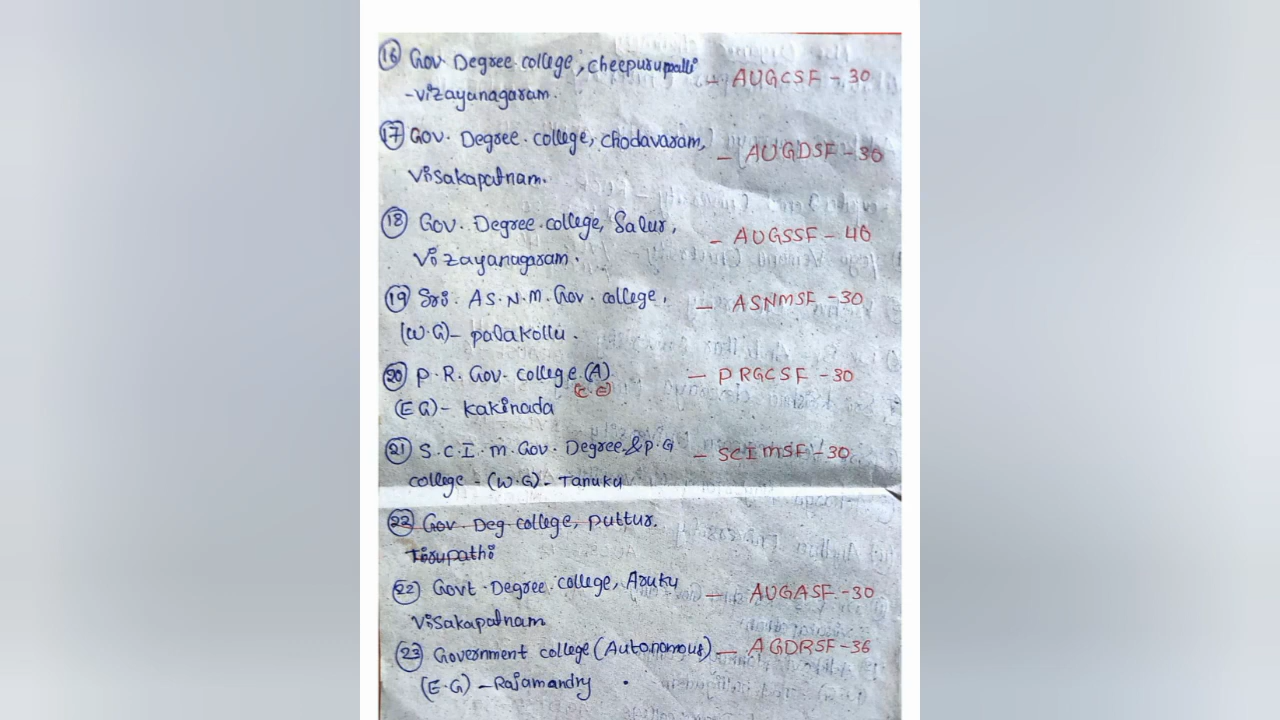 16 Gov Degree college, cheepurupalli - AUGCSF - 30
-Vizayanagaram.
17 Gov. Degree college, chodavaram, - AUGDSF - 30
Visakapatnam.
18 Gov. Degree college, Salur, - AUGSSF - 40
Vizayanagaram.
19 Sri. AS.N.M. Gov. college, - ASNMSF - 30
(W.G)- palakollu.
20 P.R. Gov. college (A) - PRGCSF - 30
(EG)- kakinada
21 S.C.I.m. Gov. Degree & P.G - SCIMSF - 30
college - (W.G)- Tanuku
22 Gov. Deg college, puttur.
Tirupathi
22 Govt Degree college, Aruku - AUGASF - 30
Visakapatnam
23 Government college (Autonomous) - AGDRSF - 36
(E.G) - Rajamandry .